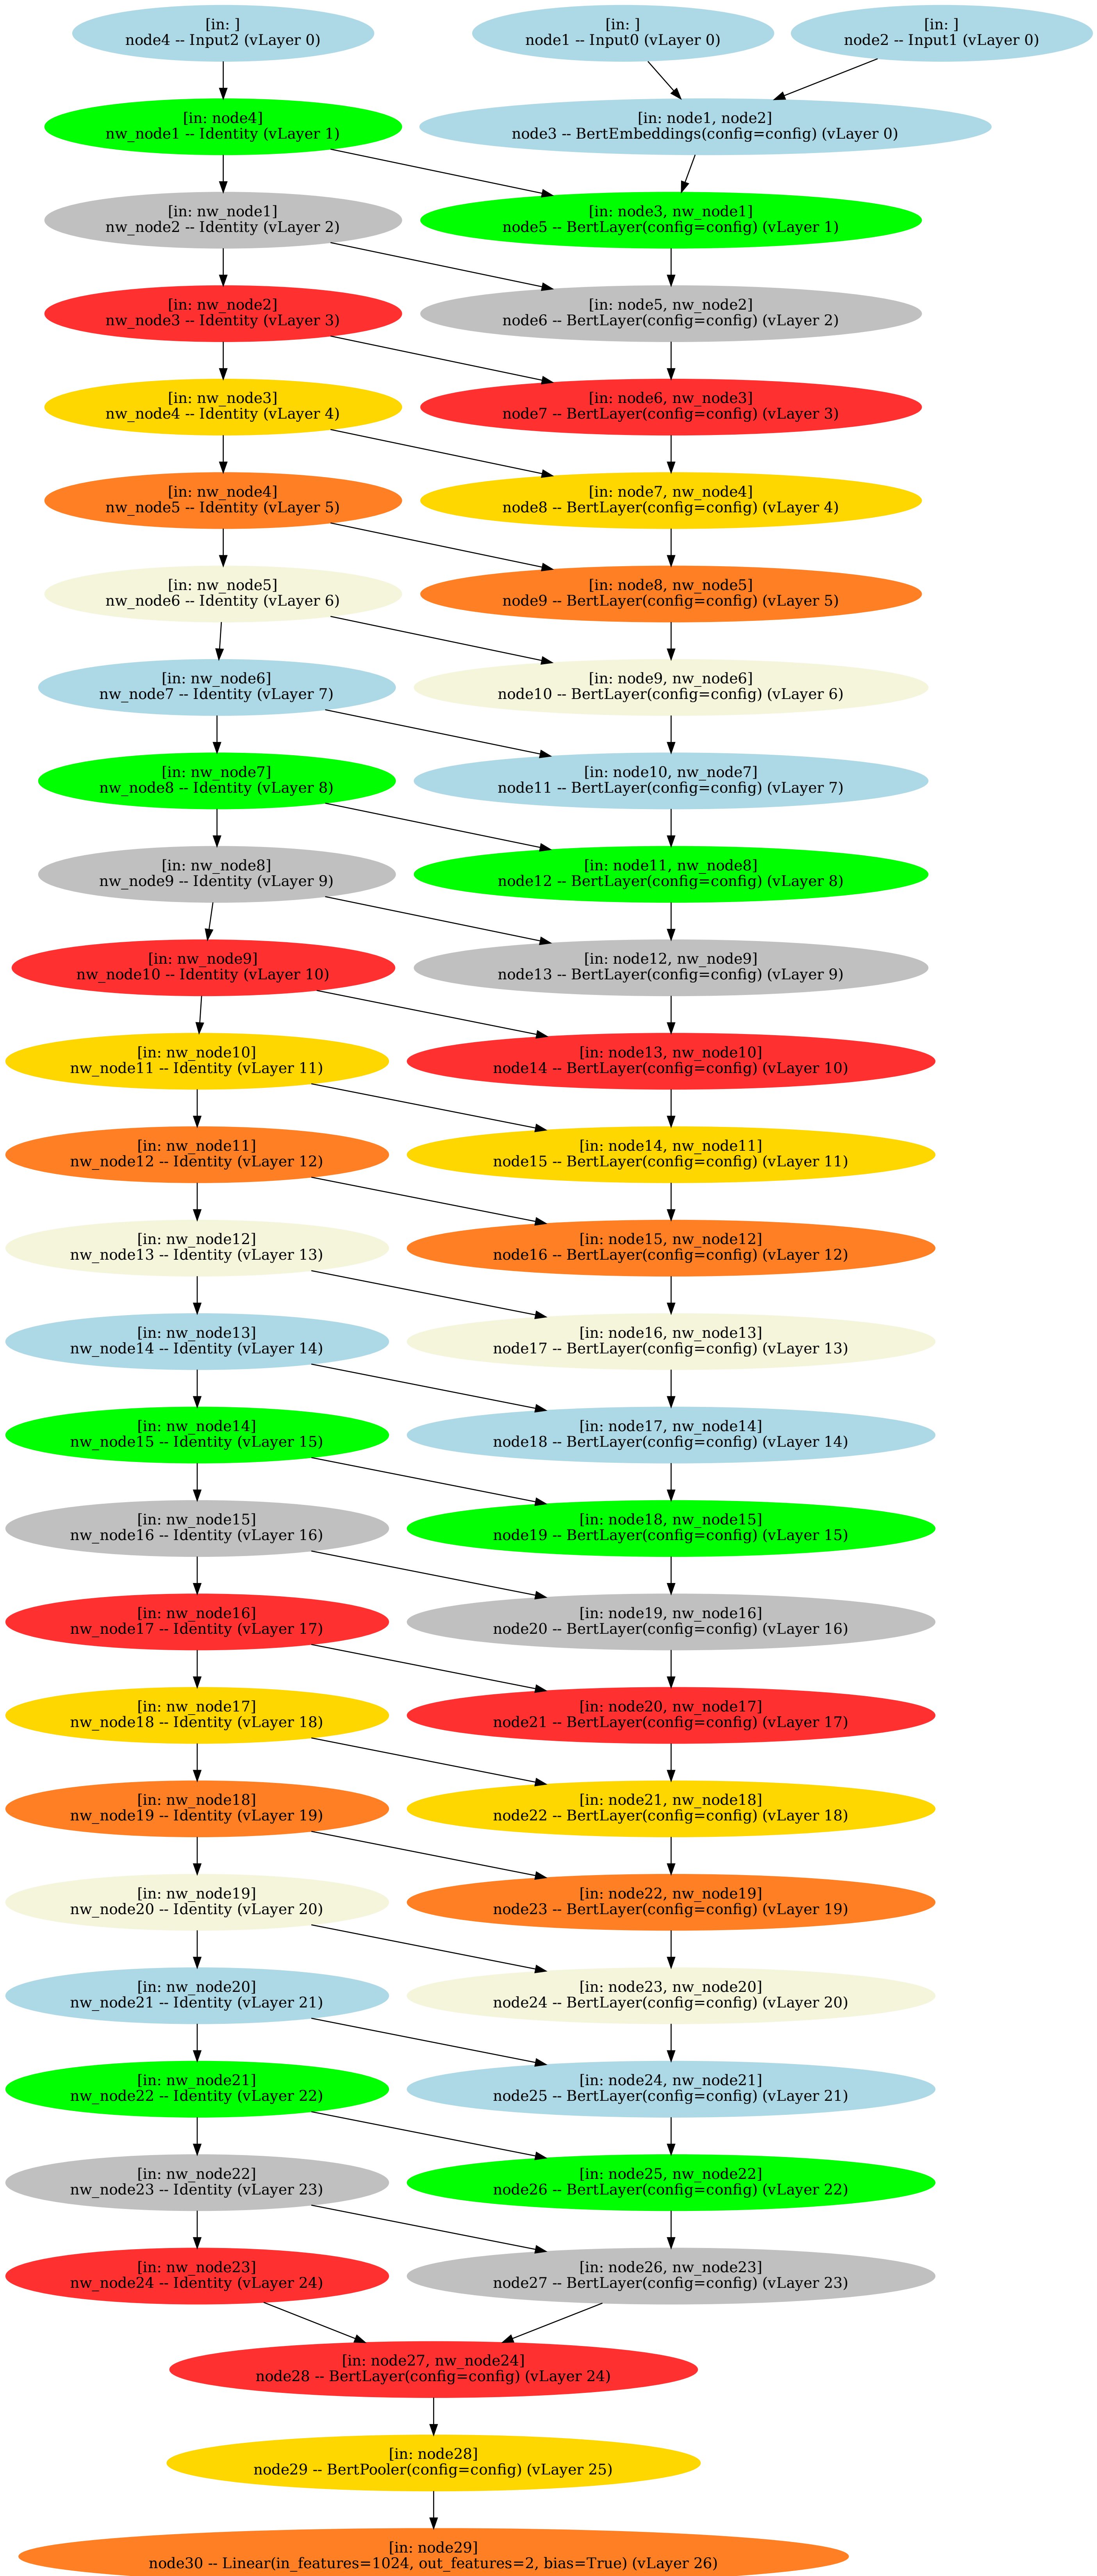 [in: ]
node4 -- Input2 (vLayer 0)
[in: ]
node1 -- Input0 (vLayer 0)
[in: ]
node2 -- Input1 (vLayer 0)
[in: node4]
nw_node1 -- Identity (vLayer 1)
[in: node1, node2]
node3 -- BertEmbeddings(config=config) (vLayer 0)
[in: nw_node1]
nw_node2 -- Identity (vLayer 2)
[in: node3, nw_node1]
node5 -- BertLayer(config=config) (vLayer 1)
[in: nw_node2]
nw_node3 -- Identity (vLayer 3)
[in: node5, nw_node2]
node6 -- BertLayer(config=config) (vLayer 2)
[in: nw_node3]
nw_node4 -- Identity (vLayer 4)
[in: node6, nw_node3]
node7 -- BertLayer(config=config) (vLayer 3)
[in: nw_node4]
nw_node5 -- Identity (vLayer 5)
[in: node7, nw_node4]
node8 -- BertLayer(config=config) (vLayer 4)
[in: nw_node5]
nw_node6 -- Identity (vLayer 6)
[in: node8, nw_node5]
node9 -- BertLayer(config=config) (vLayer 5)
[in: nw_node6]
nw_node7 -- Identity (vLayer 7)
[in: node9, nw_node6]
node10 -- BertLayer(config=config) (vLayer 6)
[in: nw_node7]
nw_node8 -- Identity (vLayer 8)
[in: node10, nw_node7]
node11 -- BertLayer(config=config) (vLayer 7)
[in: nw_node8]
nw_node9 -- Identity (vLayer 9)
[in: node11, nw_node8]
node12 -- BertLayer(config=config) (vLayer 8)
[in: nw_node9]
nw_node10 -- Identity (vLayer 10)
[in: node12, nw_node9]
node13 -- BertLayer(config=config) (vLayer 9)
[in: nw_node10]
nw_node11 -- Identity (vLayer 11)
[in: node13, nw_node10]
node14 -- BertLayer(config=config) (vLayer 10)
[in: nw_node11]
nw_node12 -- Identity (vLayer 12)
[in: node14, nw_node11]
node15 -- BertLayer(config=config) (vLayer 11)
[in: nw_node12]
nw_node13 -- Identity (vLayer 13)
[in: node15, nw_node12]
node16 -- BertLayer(config=config) (vLayer 12)
[in: nw_node13]
nw_node14 -- Identity (vLayer 14)
[in: node16, nw_node13]
node17 -- BertLayer(config=config) (vLayer 13)
[in: nw_node14]
nw_node15 -- Identity (vLayer 15)
[in: node17, nw_node14]
node18 -- BertLayer(config=config) (vLayer 14)
[in: nw_node15]
nw_node16 -- Identity (vLayer 16)
[in: node18, nw_node15]
node19 -- BertLayer(config=config) (vLayer 15)
[in: nw_node16]
nw_node17 -- Identity (vLayer 17)
[in: node19, nw_node16]
node20 -- BertLayer(config=config) (vLayer 16)
[in: nw_node17]
nw_node18 -- Identity (vLayer 18)
[in: node20, nw_node17]
node21 -- BertLayer(config=config) (vLayer 17)
[in: nw_node18]
nw_node19 -- Identity (vLayer 19)
[in: node21, nw_node18]
node22 -- BertLayer(config=config) (vLayer 18)
[in: nw_node19]
nw_node20 -- Identity (vLayer 20)
[in: node22, nw_node19]
node23 -- BertLayer(config=config) (vLayer 19)
[in: nw_node20]
nw_node21 -- Identity (vLayer 21)
[in: node23, nw_node20]
node24 -- BertLayer(config=config) (vLayer 20)
[in: nw_node21]
nw_node22 -- Identity (vLayer 22)
[in: node24, nw_node21]
node25 -- BertLayer(config=config) (vLayer 21)
[in: nw_node22]
nw_node23 -- Identity (vLayer 23)
[in: node25, nw_node22]
node26 -- BertLayer(config=config) (vLayer 22)
[in: nw_node23]
nw_node24 -- Identity (vLayer 24)
[in: node26, nw_node23]
node27 -- BertLayer(config=config) (vLayer 23)
[in: node27, nw_node24]
node28 -- BertLayer(config=config) (vLayer 24)
[in: node28]
node29 -- BertPooler(config=config) (vLayer 25)
[in: node29]
node30 -- Linear(in_features=1024, out_features=2, bias=True) (vLayer 26)